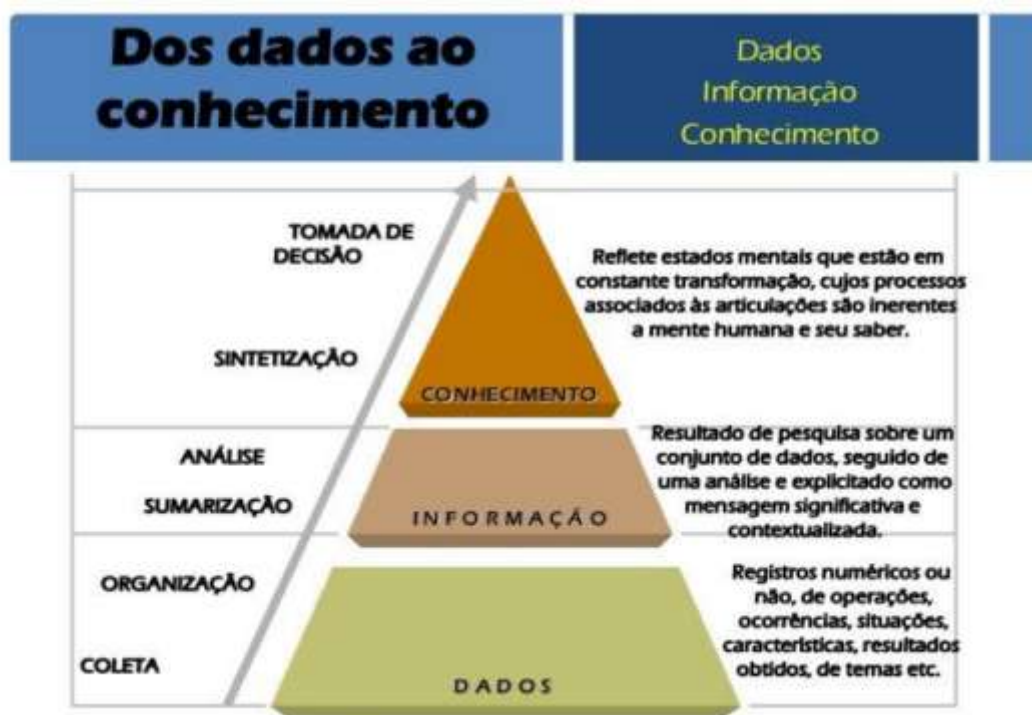 Dos dados ao
conhecimento
Dados
Informação
Conhecimento
TOMADA DE
DECISÃO
SINTETIZAÇÃO
CONHECIMENTO
Reflete estados mentais que estão em
constante transformação, cujos processos
associados às articulações são inerentes
a mente humana e seu saber.
ANÁLISE
SUMARIZAÇÃO
INFORMAÇÃO
Resultado de pesquisa sobre um
conjunto de dados, seguido de
uma análise e explicitado como
mensagem significativa e
contextualizada.
ORGANIZAÇÃO
COLETA
DADOS
Registros numéricos ou
não, de operações,
ocorrências, situações,
características, resultados
obtidos, de temas etc.